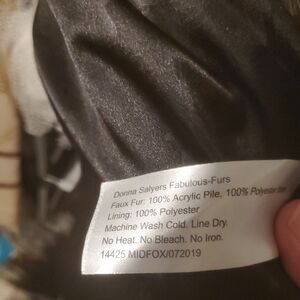 Donna Salyers Fabulous-Furs
Faux Fur: 100% Acrylic Pile, 100% Polyester
Lining: 100% Polyester
Machine Wash Cold. Line Dry.
No Heat. No Bleach. No Iron.
14425 MIDFOX/072019